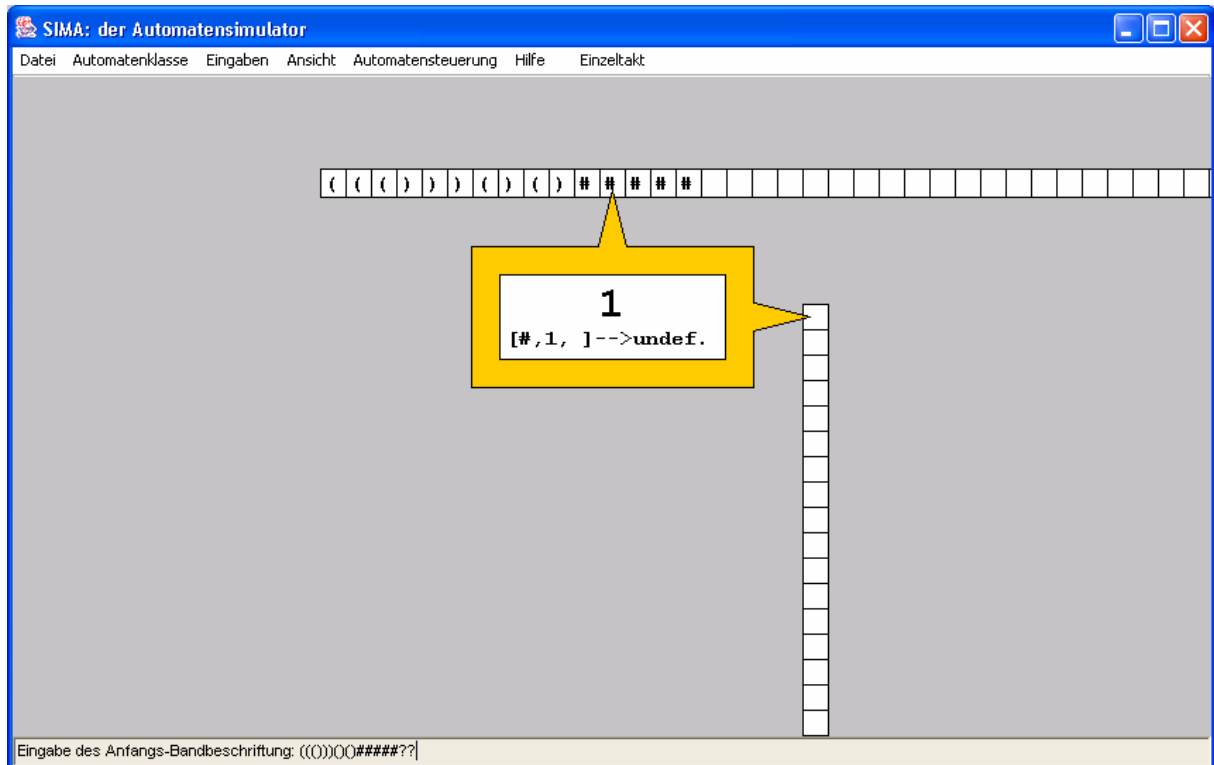 SIMA: der Automatensimulator
Datei Automatenklasse Eingaben Ansicht Automatensteuerung Hilfe Einzeltakt
( ( ( ) ) ) ( ) ( ) # # # # #
1
[#,1, ]-->undef.
Eingabe des Anfangs-Bandbeschriftung: ((()))()()#####??